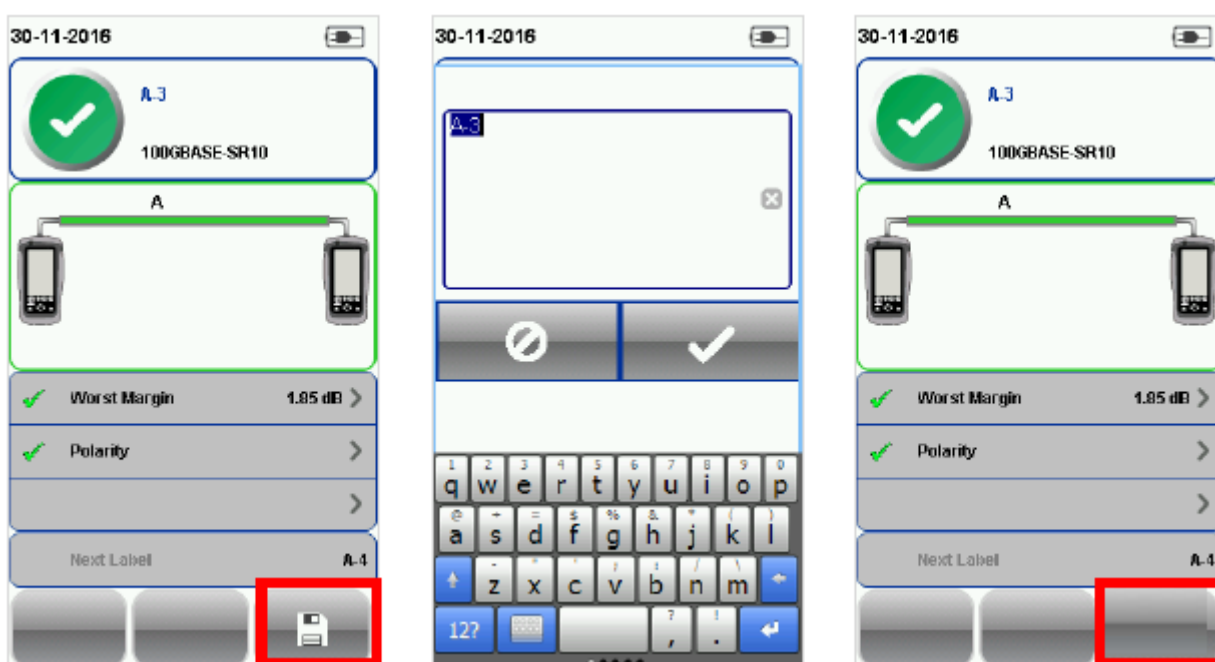 30-11-2016
A-3
100GBASE-SR10
A
Worst Margin 1.85 dB
Polarity
Next Label A-4
30-11-2016
A-3
1 2 3 4 5 6 7 8 9 0
q w e r t y u i o p
@ + = $ % & * ( )
a s d f g h j k l
- " ' ; : / \
z x c v b n m
12? , ? . !
30-11-2016
A-3
100GBASE-SR10
A
Worst Margin 1.85 dB
Polarity
Next Label A-4